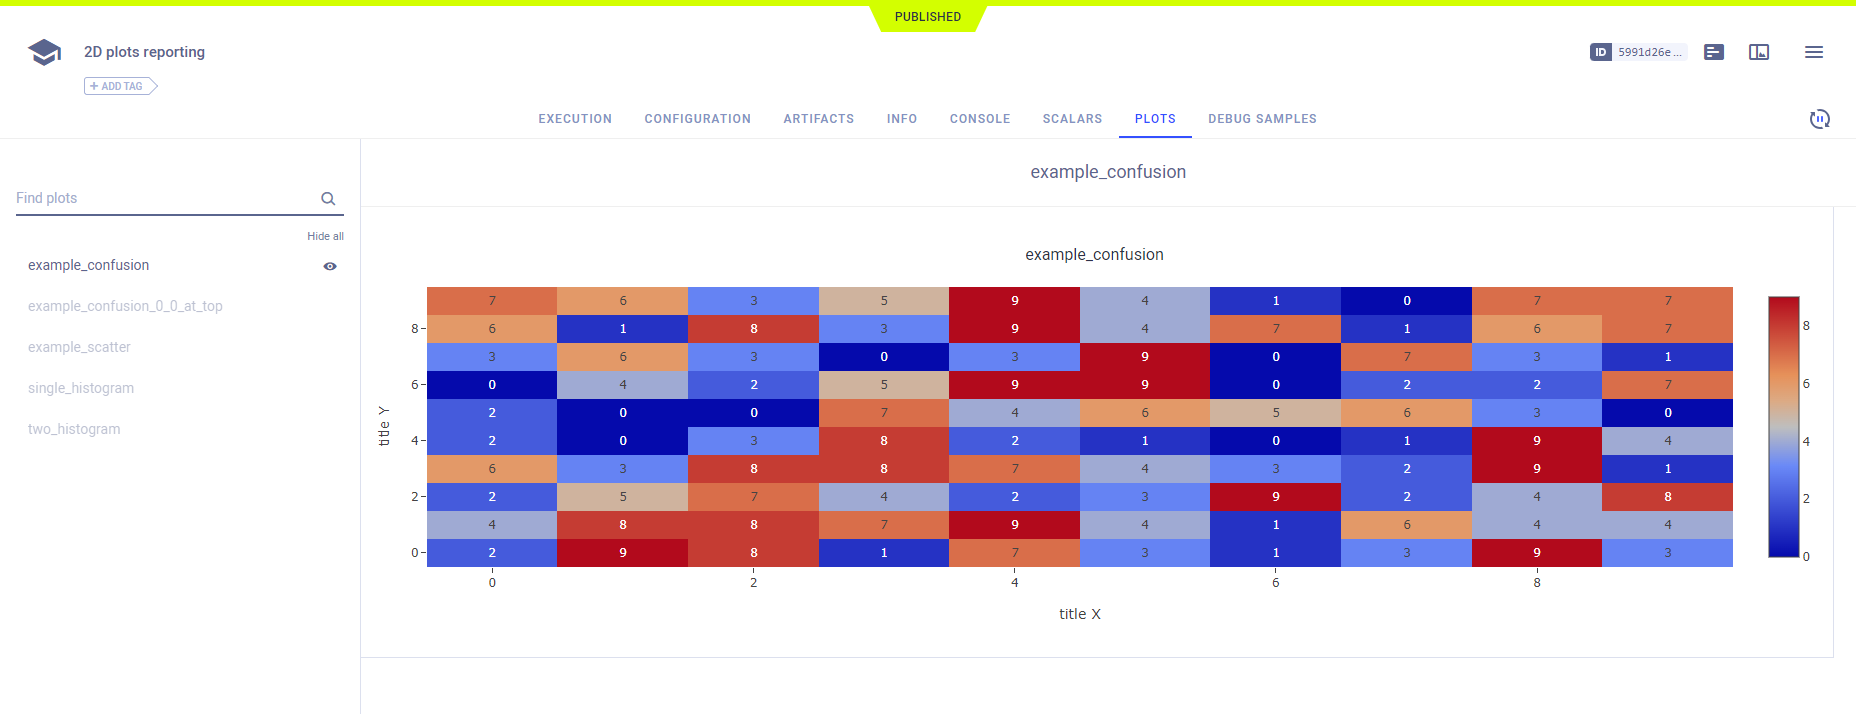 PUBLISHED
2D plots reporting
ID 5991d26e...
+ ADD TAG
EXECUTION CONFIGURATION ARTIFACTS INFO CONSOLE SCALARS PLOTS DEBUG SAMPLES
example_confusion
Find plots
Hide all
example_confusion
example_confusion_0_0_at_top
example_scatter
single_histogram
two_histogram
example_confusion
7 6 3 5 9 4 1 0 7 7
8 6 1 8 3 9 4 7 1 6 7
3 6 3 0 3 9 0 7 3 1
6 0 4 2 5 9 9 0 2 2 7
2 0 0 7 4 6 5 6 3 0
4 2 0 3 8 2 1 0 1 9 4
6 3 8 8 7 4 3 2 9 1
2 2 5 7 4 2 3 9 2 4 8
4 8 8 7 9 4 1 6 4 4
0 2 9 8 1 7 3 1 3 9 3
0 2 4 6 8
title X
title Y
8
6
4
2
0